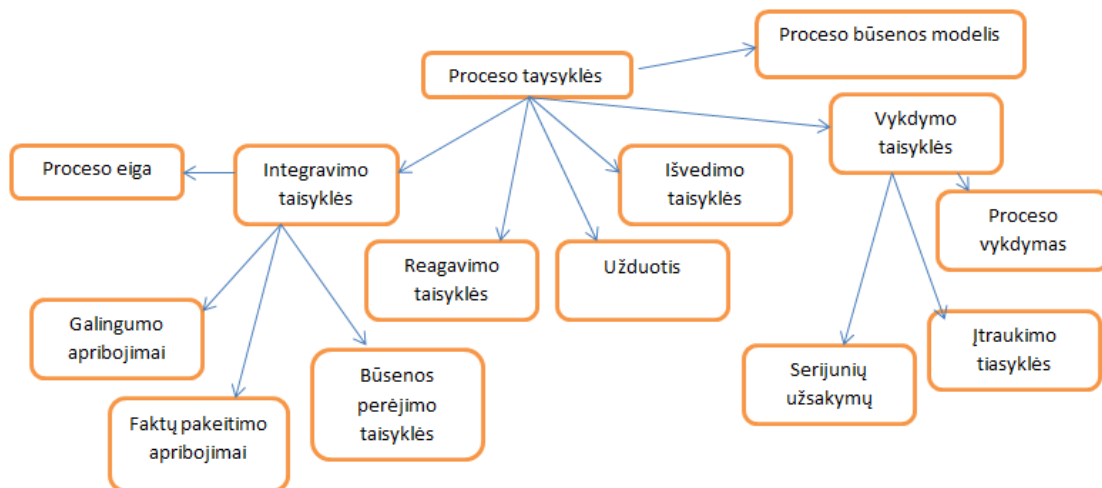 Proceso būsenos modelis
Proceso taysyklės
Vykdymo
taisyklės
Proceso eiga
Integravimo
taisyklės
Išvedimo
taisyklės
Proceso
vykdymas
Reagavimo
taisyklės
Užduotis
Galingumo
apribojimai
Būsenos
perėjimo
taisyklės
Serijunių
užsakymų
Įtraukimo
tiasyklės
Faktų pakeitimo
apribojimai